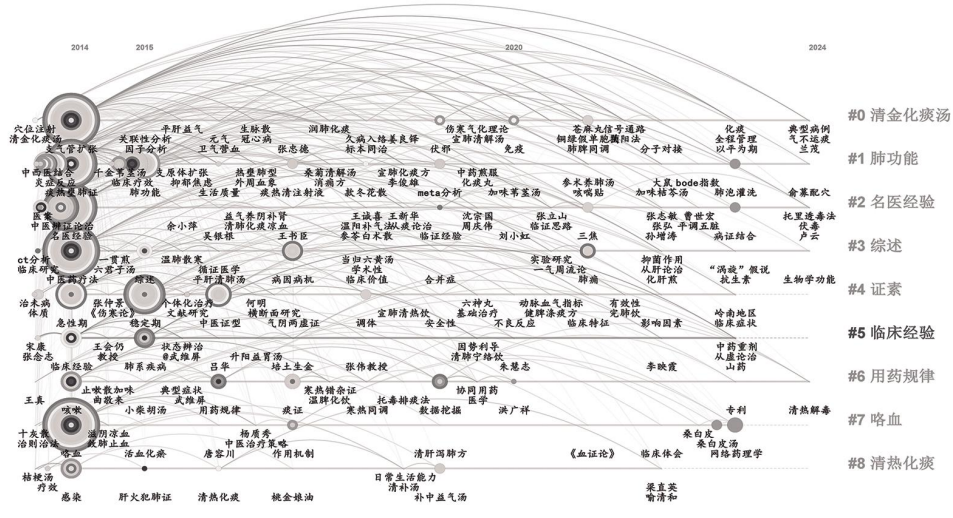 2014 2015 2020 2024
#0 清金化痰汤
穴位注射 平肝益气 生脉散 润肺化痰 伤寒气化理论 苍麻丸信号通路 化痰 典型病例
清金化痰汤 关联性分析 元气 冠心病 久病入络姜良铎 宣肺清解汤 全程管理 气不运痰
支气管扩张 因子分析 卫气营血 张忠德 标本同治 伏邪 免疫 肺脾同调 分子对接 以平为期 兰茂
#1 肺功能
中西医结合 千金苇茎汤 支原体扩张 热壅肺型 桑菊清解汤 宣肺化痰方 中药煎服 参术养肺汤 大鼠 bode指数
炎症反应 临床疗效 抑郁焦虑 外周血象 消痈方 李俊雄 化痰丸 咳喘贴 加味桔芩汤 肺泡灌洗 俞募配穴
痰热壅肺证 肺功能 生活质量 痰热清注射液 款冬花散 meta分析 加味苇茎汤
#2 名医经验
医案 益气养阴补肾 王诚喜 王新华 沈宗国 张立山 张志敏 曹世宏 托里透毒法
中医辨证论治 余小萍 清肺化痰凉血 温阳补气法从痰论治 周庆伟 临证思路 张弘 平调五脏 伏毒
名医经验 吴银根 王书臣 参苓白术散 临证经验 刘小虹 三焦 孙增涛 病证结合 卢云
#3 综述
ct分析 一贯煎 温肺散寒 当归六黄汤 实验研究 抑菌作用
临床研究 六君子汤 循证医学 学术性 一气周流论 从肝论治 “涡旋”假说
中医药疗法 综述 平肝清肺汤 病因病机 临床价值 合并症 肺痛 化肝煎 抗生素 生物学功能
#4 证素
治未病 张仲景 个体化治疗 何明 六神丸 动脉血气指标 有效性
体质 《伤寒论》 文献研究 横断面研究 宣肺清热饮 基础治疗 健脾涤痰方 完肺饮 岭南地区
急性期 稳定期 中医证型 气阴两虚证 调体 安全性 不良反应 临床特征 影响因素 临床症状
#5 临床经验
宋康 王会仍 状态辨治 因势利导 中药重剂
张念志 教授 @武维屏 升阳益胃汤 清肺宁络饮 从虚论治
临床经验 肺系疾病 吕华 培土生金 张伟教授 朱慧志 李映霞 山药
#6 用药规律
止嗽散加味 典型症状 寒热错杂证 协同用药
王真 曲敬来 武维屏 温脾化饮 托毒排痰法 医学
咳嗽 小柴胡汤 用药规律 痰证 寒热同调 数据挖掘 洪广祥 专利 清热解毒
#7 咯血
十灰散 滋阴凉血 杨质秀 桑白皮
治则治法 敛肺止血 中医治疗策略 桑白皮汤
咯血 活血化瘀 唐容川 作用机制 清肝泻肺方 《血证论》 临床体会 网络药理学
#8 清热化痰
桔梗汤 日常生活能力
疗效 清补汤 梁直英
感染 肝火犯肺证 清热化痰 桃金娘油 补中益气汤 喻清和